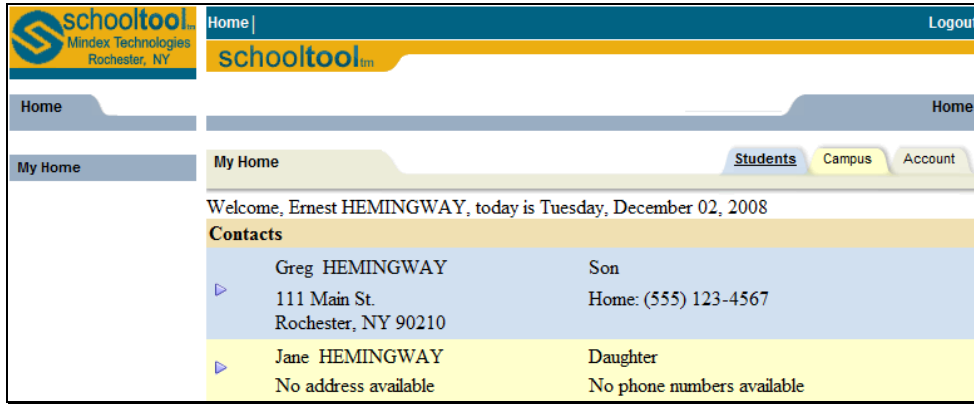 schooltool tm
Mindex Technologies
Rochester, NY
Home |
Logout
schooltool tm
Home
Home
My Home
My Home
Students
Campus
Account
Welcome, Ernest HEMINGWAY, today is Tuesday, December 02, 2008
Contacts
Greg HEMINGWAY Son
111 Main St. Home: (555) 123-4567
Rochester, NY 90210
Jane HEMINGWAY Daughter
No address available No phone numbers available